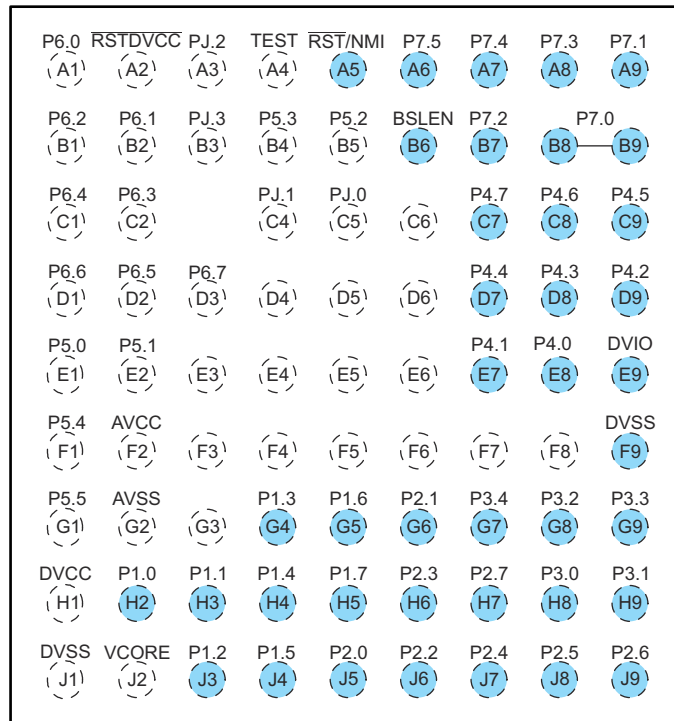 P6.0 RSTDVCC PJ.2 TEST RST/NMI P7.5 P7.4 P7.3 P7.1
A1 A2 A3 A4 A5 A6 A7 A8 A9
P6.2 P6.1 PJ.3 P5.3 P5.2 BSLEN P7.2 P7.0
B1 B2 B3 B4 B5 B6 B7 B8 B9
P6.4 P6.3 PJ.1 PJ.0 P4.7 P4.6 P4.5
C1 C2 C4 C5 C6 C7 C8 C9
P6.6 P6.5 P6.7 P4.4 P4.3 P4.2
D1 D2 D3 D4 D5 D6 D7 D8 D9
P5.0 P5.1 P4.1 P4.0 DVIO
E1 E2 E3 E4 E5 E6 E7 E8 E9
P5.4 AVCC DVSS
F1 F2 F3 F4 F5 F6 F7 F8 F9
P5.5 AVSS P1.3 P1.6 P2.1 P3.4 P3.2 P3.3
G1 G2 G3 G4 G5 G6 G7 G8 G9
DVCC P1.0 P1.1 P1.4 P1.7 P2.3 P2.7 P3.0 P3.1
H1 H2 H3 H4 H5 H6 H7 H8 H9
DVSS VCORE P1.2 P1.5 P2.0 P2.2 P2.4 P2.5 P2.6
J1 J2 J3 J4 J5 J6 J7 J8 J9